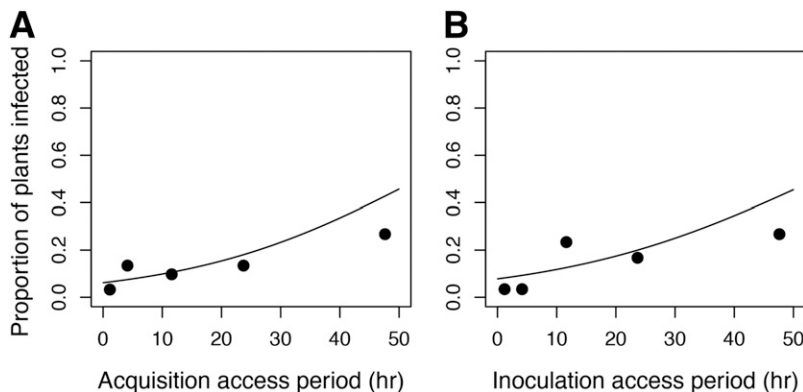 A
B
Proportion of plants infected
1.0
0.8
0.6
0.4
0.2
0.0
0 10 20 30 40 50
Acquisition access period (hr)
1.0
0.8
0.6
0.4
0.2
0.0
0 10 20 30 40 50
Inoculation access period (hr)